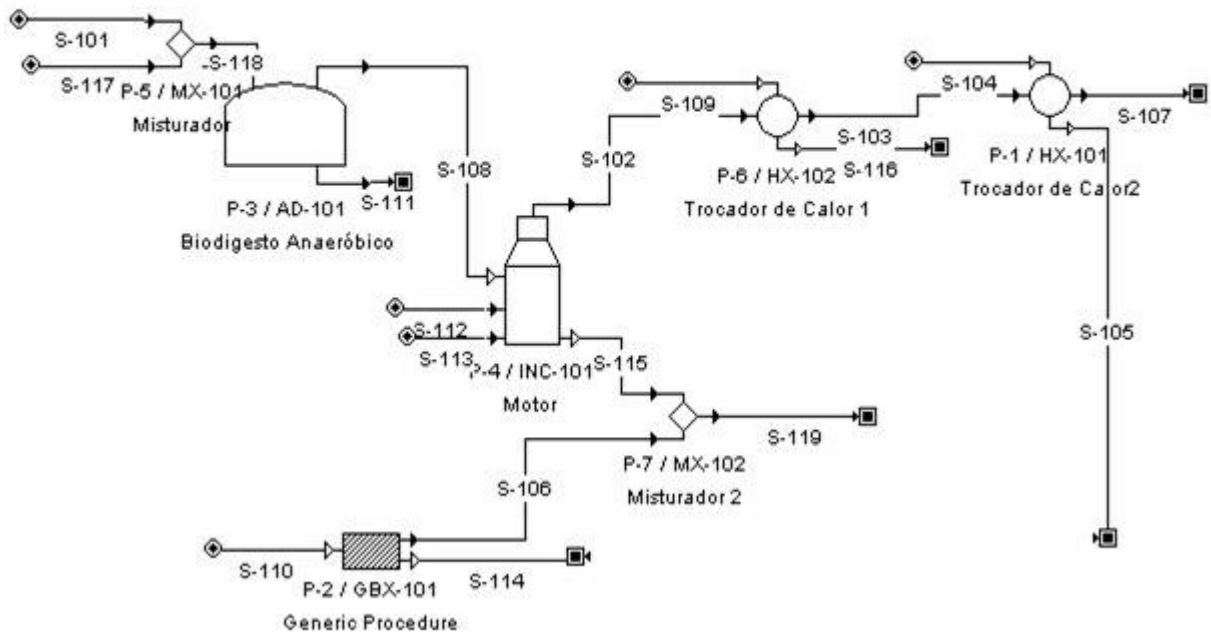 S-101
S-118
S-117
P-5 / MX-101
Misturador
S-108
P-3 / AD-101
S-111
Biodigesto Anaeróbico
S-109
S-102
S-103
S-116
P-6 / HX-102
Trocador de Calor 1
S-104
S-107
P-1 / HX-101
Trocador de Calor2
S-105
S-112
S-113
P-4 / INC-101
S-115
Motor
S-119
P-7 / MX-102
Misturador 2
S-106
S-110
P-2 / GBX-101
S-114
Generic Procedure